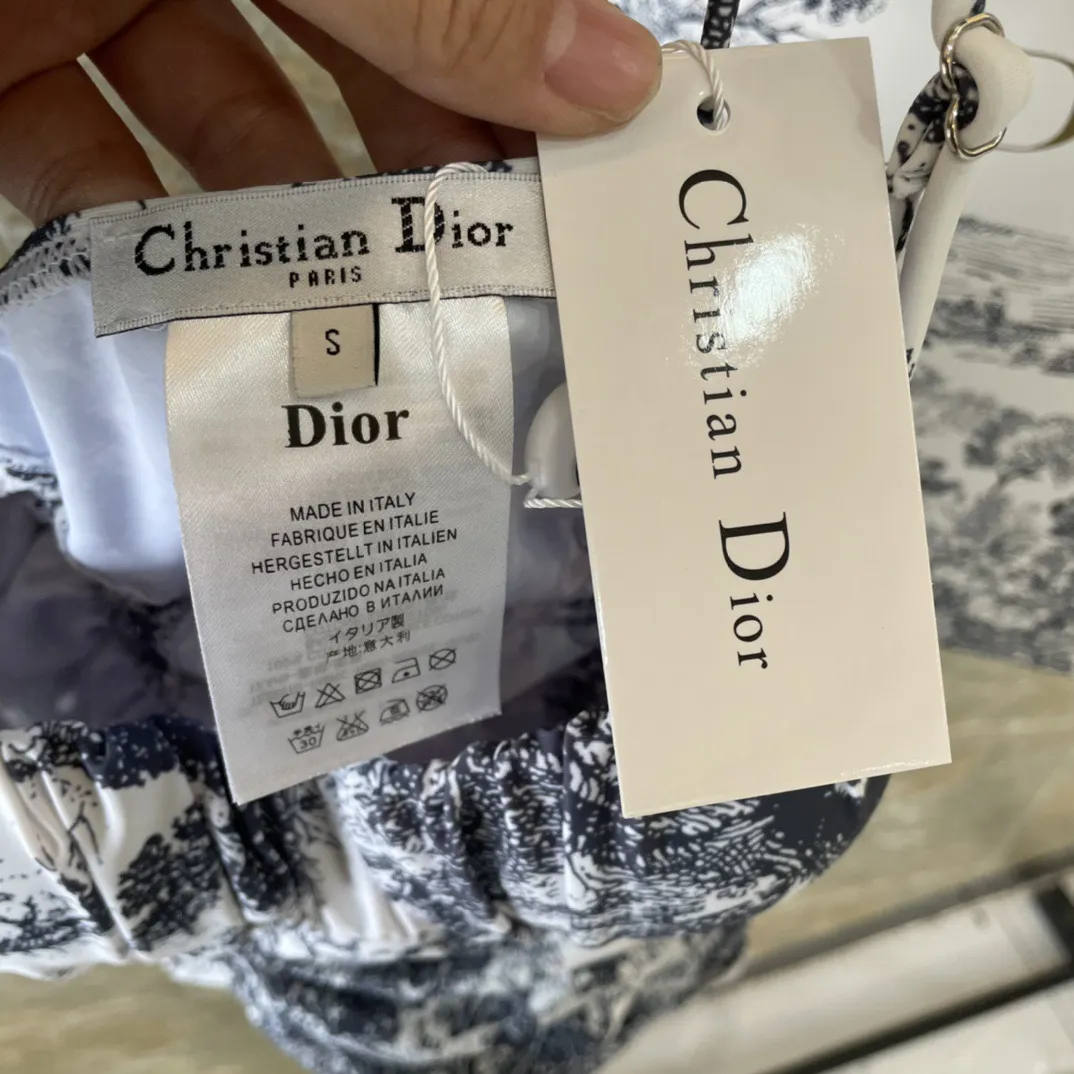 Christian Dior
PARIS
S
Dior
MADE IN ITALY
FABRIQUE EN ITALIE
HERGESTELLT IN ITALIEN
HECHO EN ITALIA
PRODUZIDO NA ITALIA
СДЕЛАНО В ИТАЛИИ
イタリア製
产地:意大利
30
Christian Dior